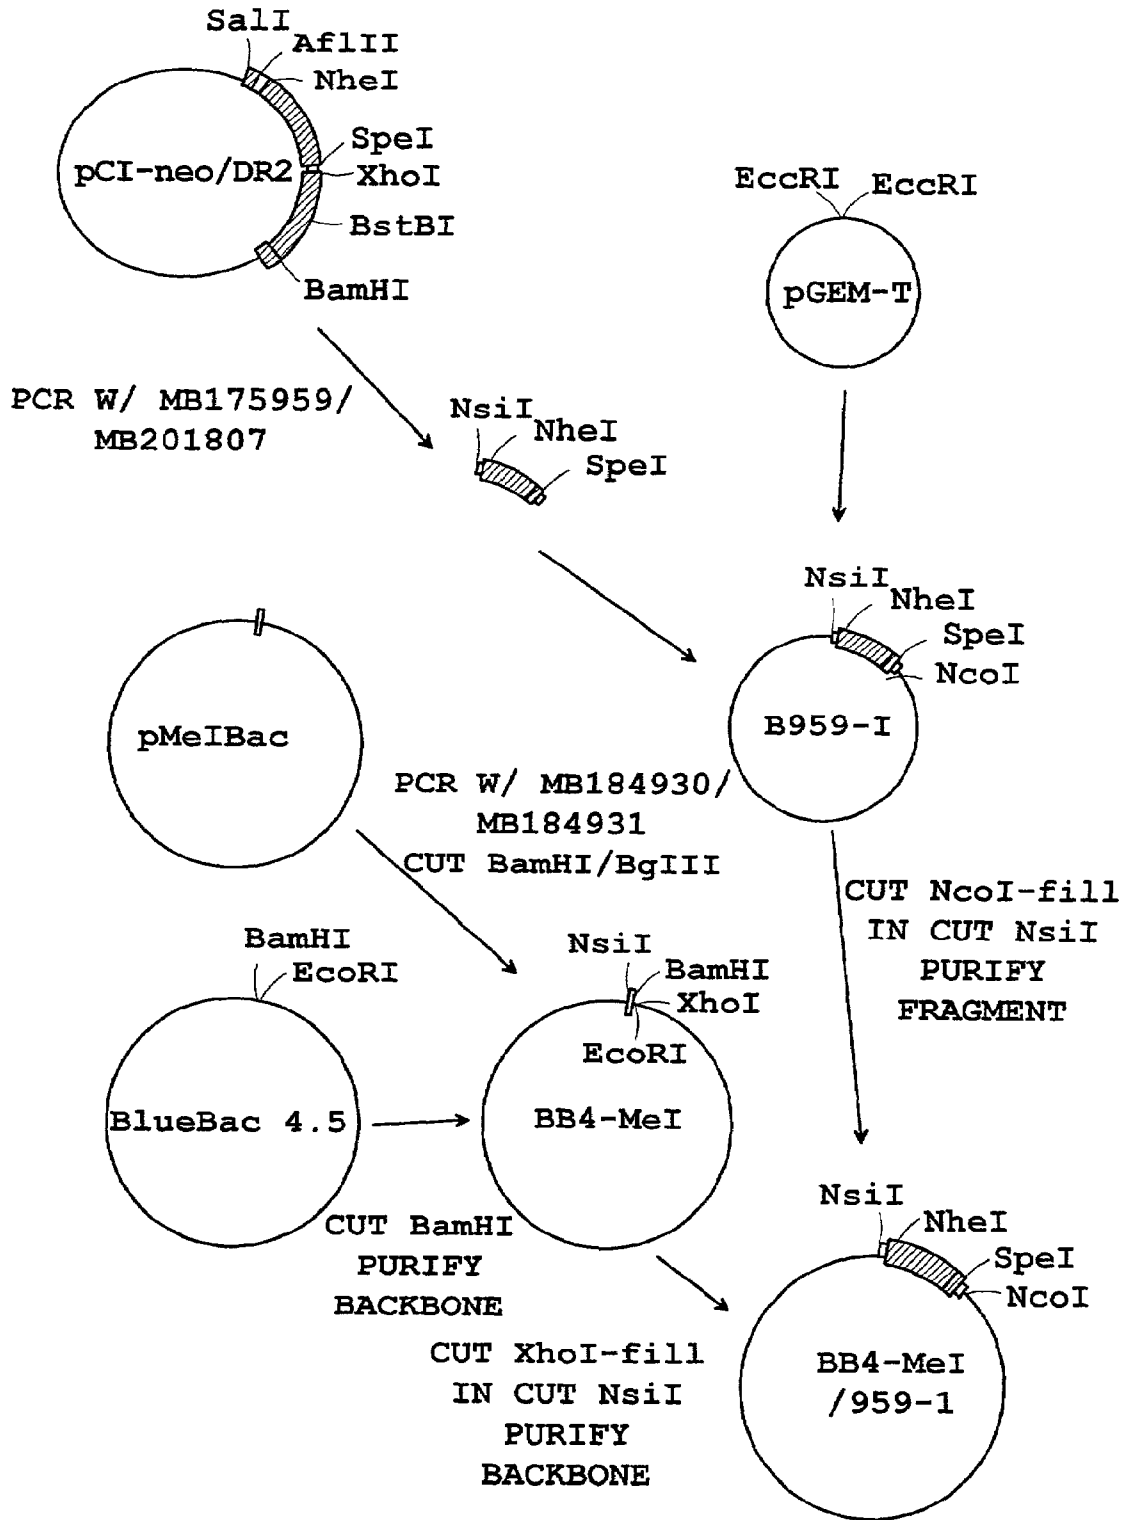 SalI
AflII
NheI
pCI-neo/DR2
SpeI
XhoI
BstBI
BamHI
EccRI EccRI
pGEM-T
PCR W/ MB175959/
MB201807
NsiI
NheI
SpeI
NsiI
NheI
SpeI
NcoI
B959-I
pMeIBac
PCR W/ MB184930/
MB184931
CUT BamHI/BgIII
CUT NcoI-fill
IN CUT NsiI
PURIFY
FRAGMENT
BamHI
EcoRI
BlueBac 4.5
NsiI
BamHI
XhoI
EcoRI
BB4-MeI
CUT BamHI
PURIFY
BACKBONE
CUT XhoI-fill
IN CUT NsiI
PURIFY
BACKBONE
NsiI
NheI
SpeI
NcoI
BB4-MeI
/959-1